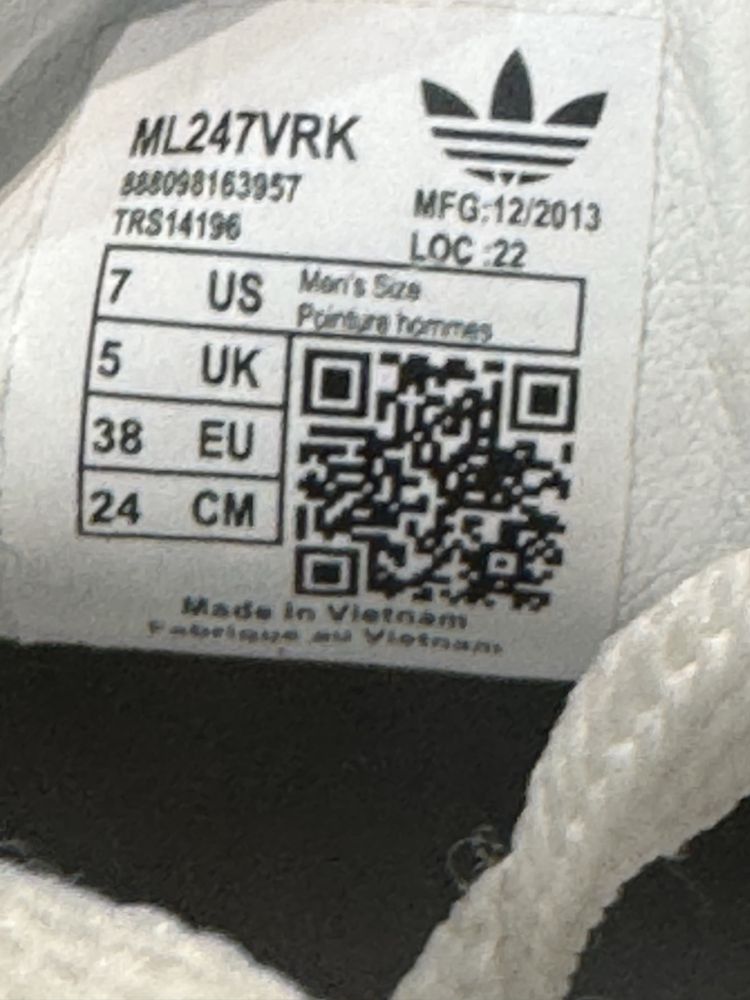 ML247VRK
888098163957
TRS14196
MFG:12/2013
LOC :22
7 US Men's Size
Pointure hommes
5 UK
38 EU
24 CM
Made in Vietnam
Fabrique au Vietnam